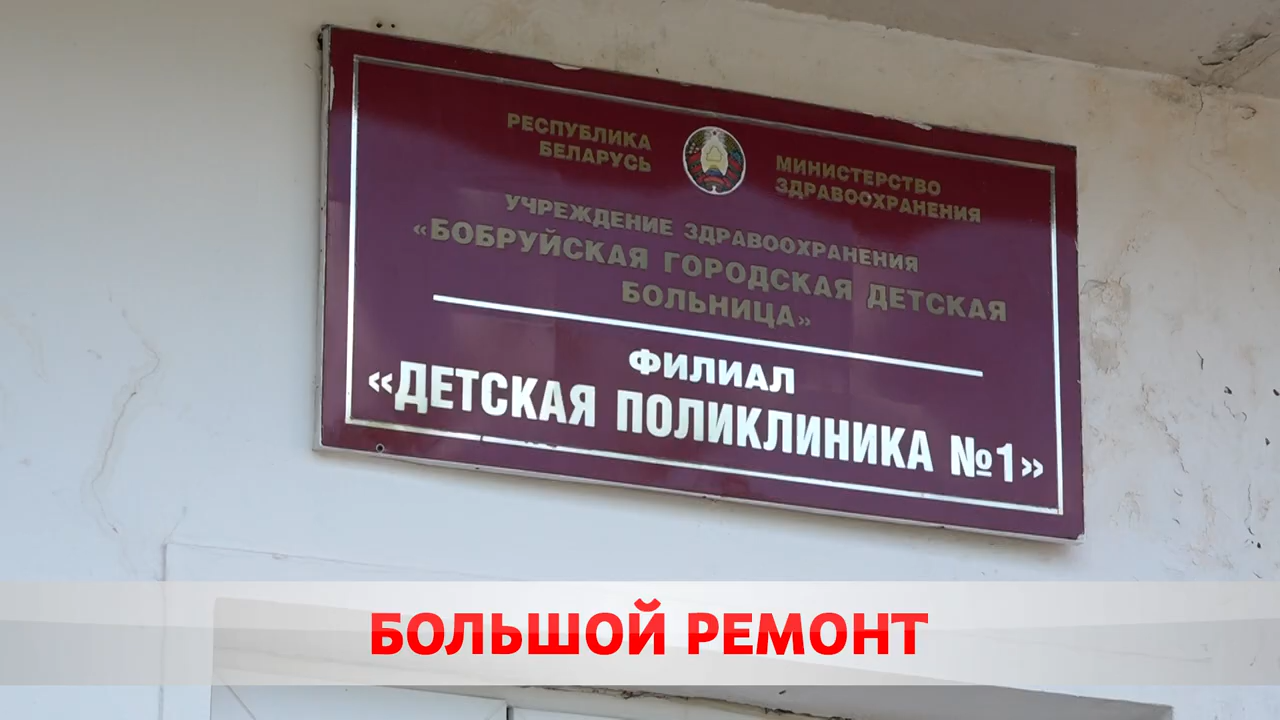 РЕСПУБЛИКА
БЕЛАРУСЬ
МИНИСТЕРСТВО
ЗДРАВООХРАНЕНИЯ
УЧРЕЖДЕНИЕ ЗДРАВООХРАНЕНИЯ
«БОБРУЙСКАЯ ГОРОДСКАЯ ДЕТСКАЯ
БОЛЬНИЦА»
ФИЛИАЛ
«ДЕТСКАЯ ПОЛИКЛИНИКА №1»
БОЛЬШОЙ РЕМОНТ